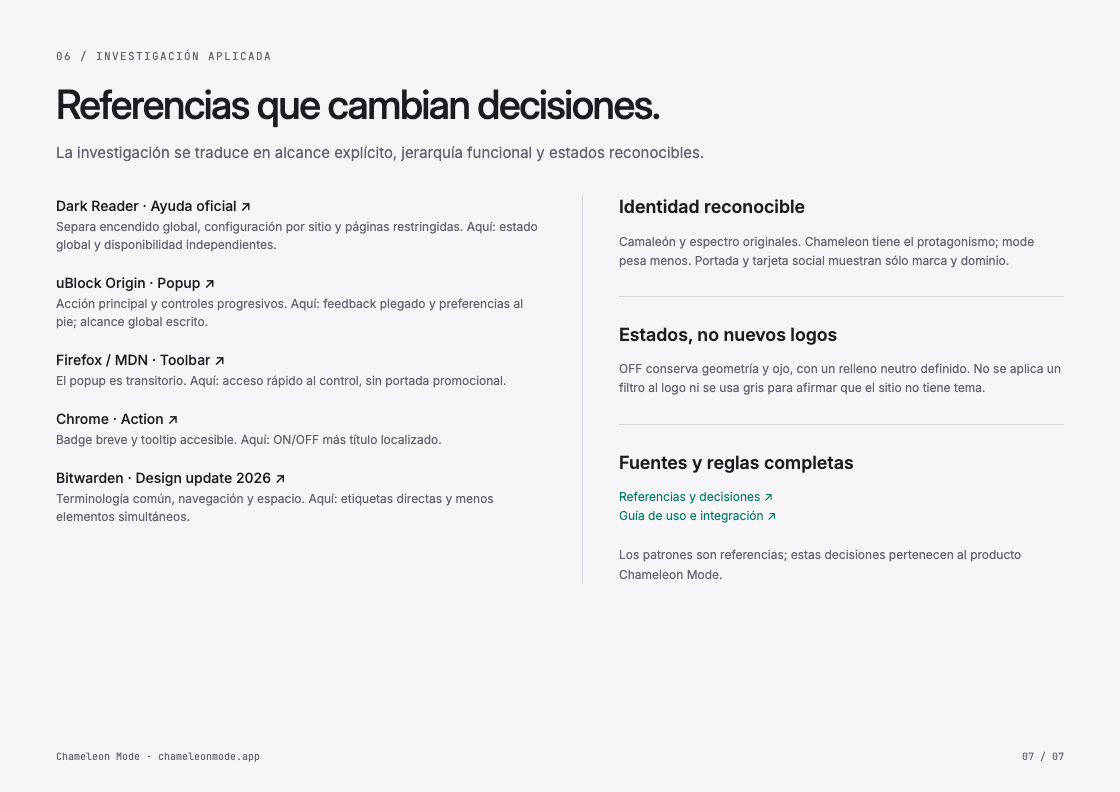 06 / INVESTIGACIÓN APLICADA
Referencias que cambian decisiones.
La investigación se traduce en alcance explícito, jerarquía funcional y estados reconocibles.
Dark Reader · Ayuda oficial ↗
Separa encendido global, configuración por sitio y páginas restringidas. Aquí: estado
global y disponibilidad independientes.
uBlock Origin · Popup ↗
Acción principal y controles progresivos. Aquí: feedback plegado y preferencias al
pie; alcance global escrito.
Firefox / MDN · Toolbar ↗
El popup es transitorio. Aquí: acceso rápido al control, sin portada promocional.
Chrome · Action ↗
Badge breve y tooltip accesible. Aquí: ON/OFF más título localizado.
Bitwarden · Design update 2026 ↗
Terminología común, navegación y espacio. Aquí: etiquetas directas y menos
elementos simultáneos.
Identidad reconocible
Camaleón y espectro originales. Chameleon tiene el protagonismo; mode
pesa menos. Portada y tarjeta social muestran sólo marca y dominio.
Estados, no nuevos logos
OFF conserva geometría y ojo, con un relleno neutro definido. No se aplica un
filtro al logo ni se usa gris para afirmar que el sitio no tiene tema.
Fuentes y reglas completas
Referencias y decisiones ↗
Guía de uso e integración ↗
Los patrones son referencias; estas decisiones pertenecen al producto
Chameleon Mode.
Chameleon Mode · chameleonmode.app
07 / 07